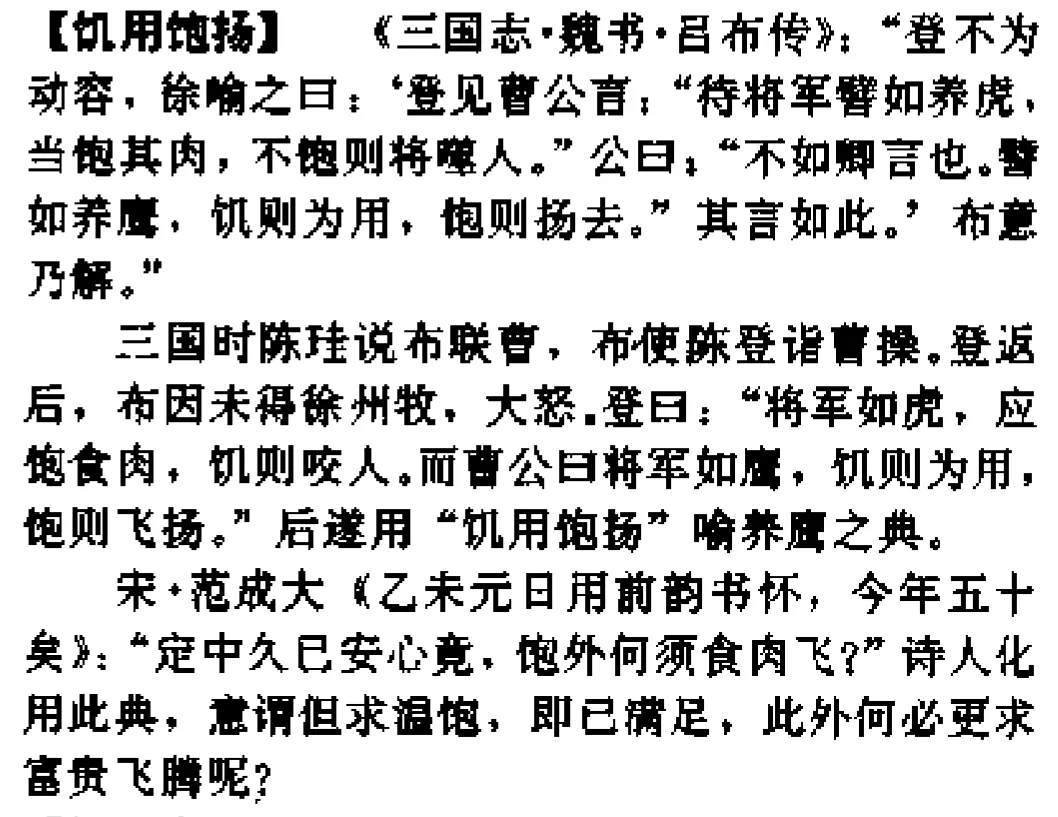 【饥用饱扬】　《三国志·魏书·吕布传》：“登不为
动容，徐喻之曰：‘登见曹公言：“待将军譬如养虎，
当饱其肉，不饱则将噬人。”公曰：“不如卿言也。譬
如养鹰，饥则为用，饱则扬去。”其言如此。’布意
乃解。”
三国时陈珪说布联曹，布使陈登诣曹操。登返
后，布因未得徐州牧，大怒。登曰：“将军如虎，应
饱食肉，饥则咬人。而曹公曰将军如鹰，饥则为用，
饱则飞扬。”后遂用“饥用饱扬”喻养鹰之典。
宋·范成大《乙未元日用前韵书怀，今年五十
矣》：“定中久已安心竟，饱外何须食肉飞？”诗人化
用此典，意谓但求温饱，即已满足，此外何必更求
富贵飞腾呢？